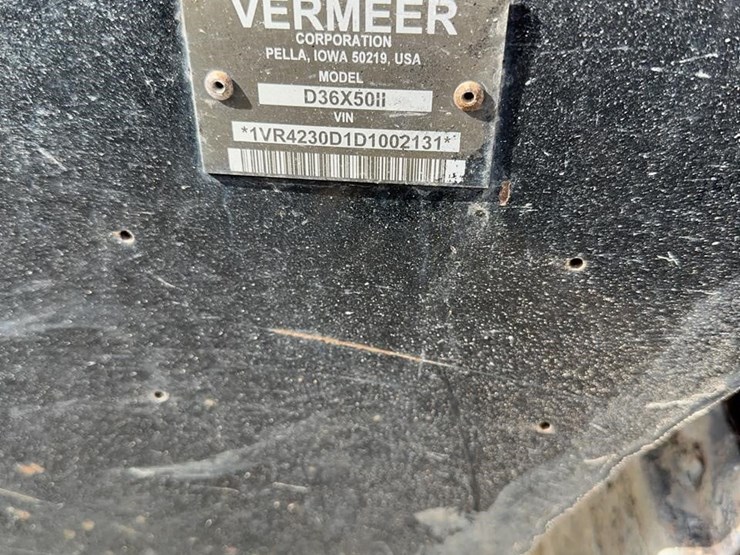 VERMEER
CORPORATION
PELLA, IOWA 50219, USA
MODEL
D36X50II
VIN
*1VR4230D1D1002131*